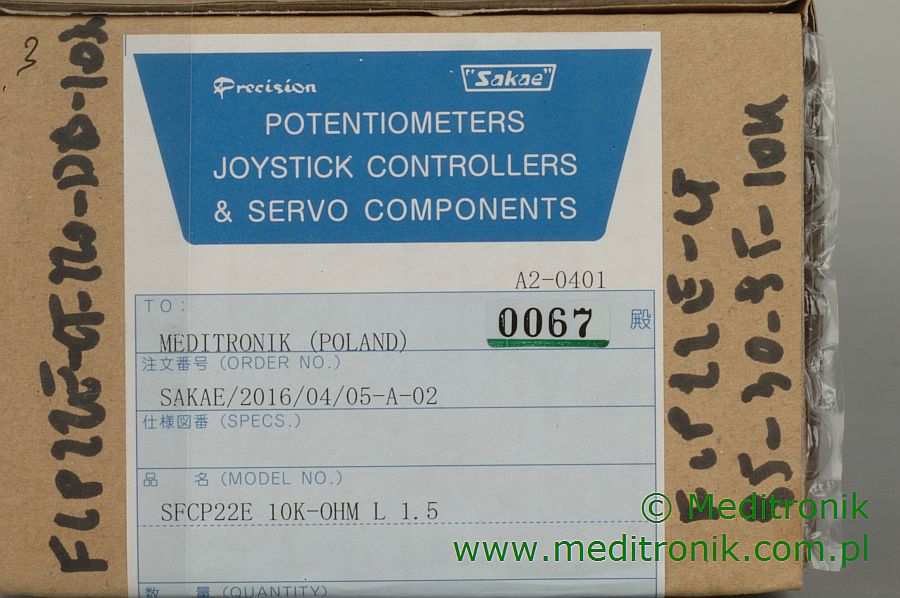 3
Precision
"Sakae"
POTENTIOMETERS
JOYSTICK CONTROLLERS
& SERVO COMPONENTS
A2-0401
TO:
0067 殿
MEDITRONIK (POLAND)
注文番号 (ORDER NO.)
SAKAE/2016/04/05-A-02
仕様図番 (SPECS.)
品 名 (MODEL NO.)
SFCP22E 10K-OHM L 1.5
数 量 (QUANTITY)
© Meditronik
www.meditronik.com.pl